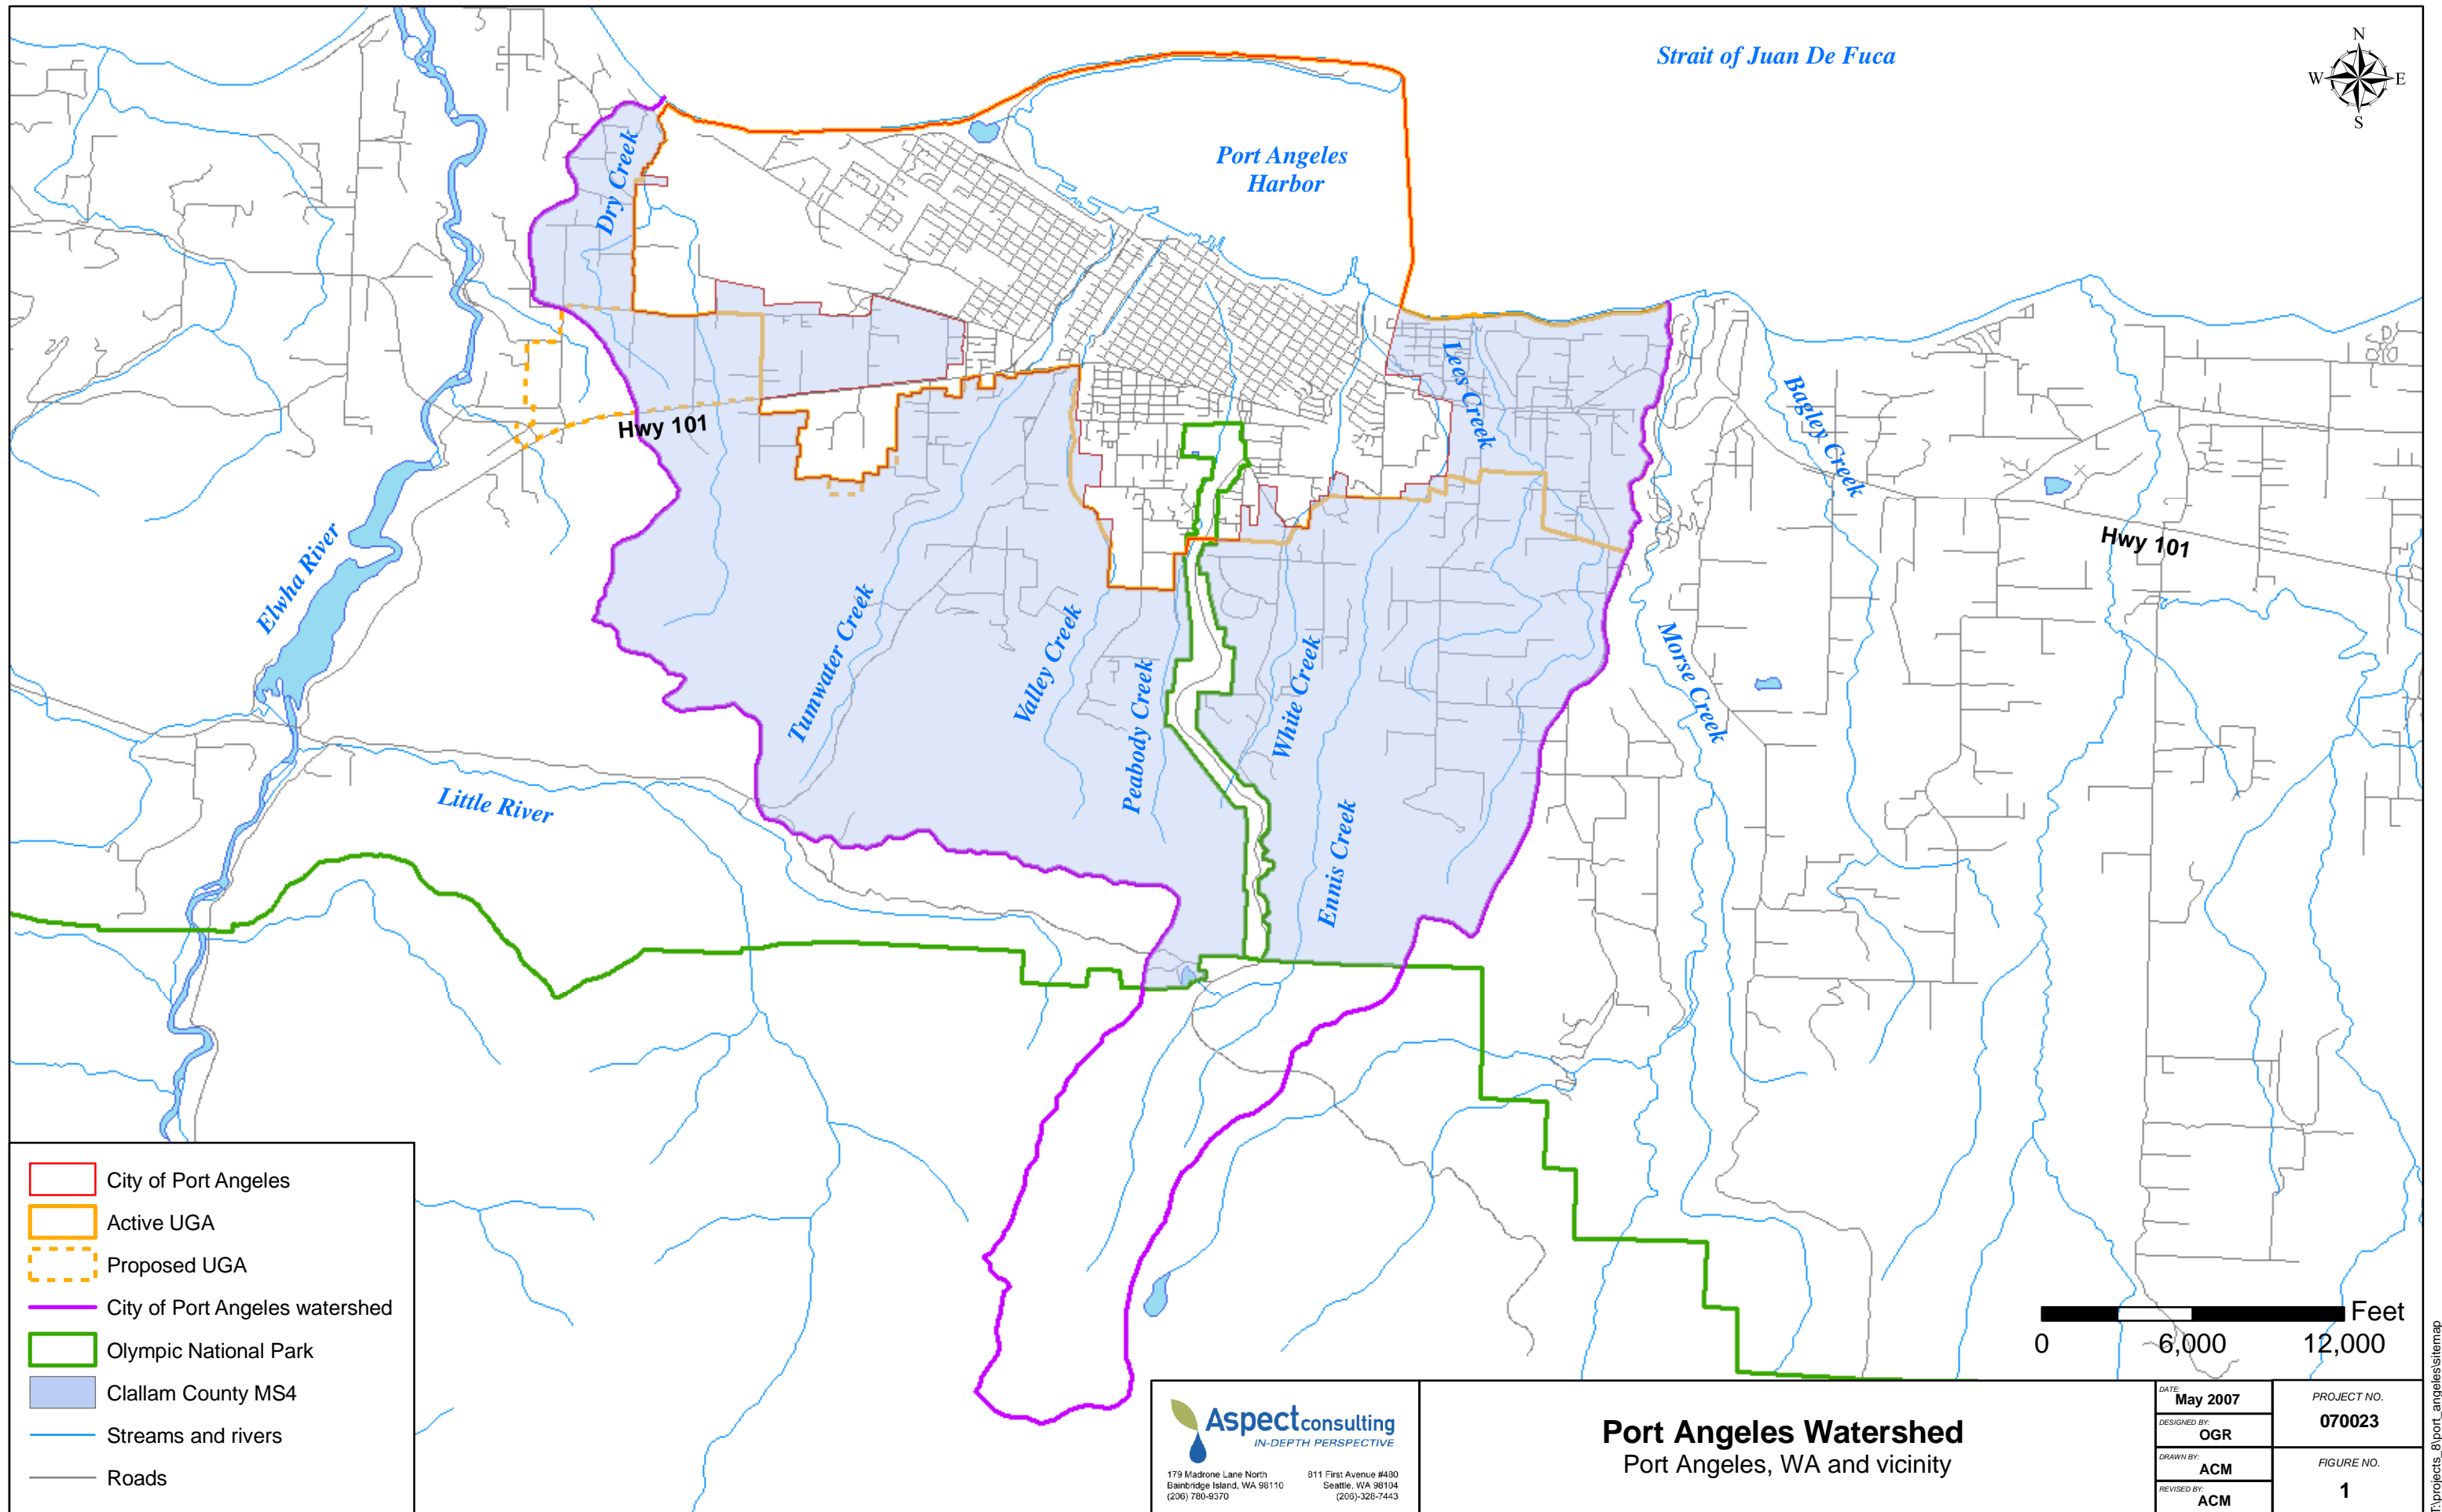 Strait of Juan De Fuca
N
W
E
S
Port Angeles
Harbor
Dry Creek
Lees Creek
Bagley Creek
Hwy 101
Hwy 101
Elwha River
Tumwater Creek
Valley Creek
Peabody Creek
White Creek
Morse Creek
Little River
Ennis Creek
City of Port Angeles
Active UGA
Proposed UGA
City of Port Angeles watershed
Olympic National Park
Clallam County MS4
Streams and rivers
Roads
Feet
0 6,000 12,000
Aspect consulting
IN-DEPTH PERSPECTIVE
179 Madrone Lane North
Bainbridge Island, WA 98110
(206) 780-9370
811 First Avenue #480
Seattle, WA 98104
(206)-328-7443
Port Angeles Watershed
Port Angeles, WA and vicinity
DATE:
May 2007
DESIGNED BY:
OGR
DRAWN BY:
ACM
REVISED BY:
ACM
PROJECT NO.
070023
FIGURE NO.
1
T:\projects_8\port_angeles\sitemap